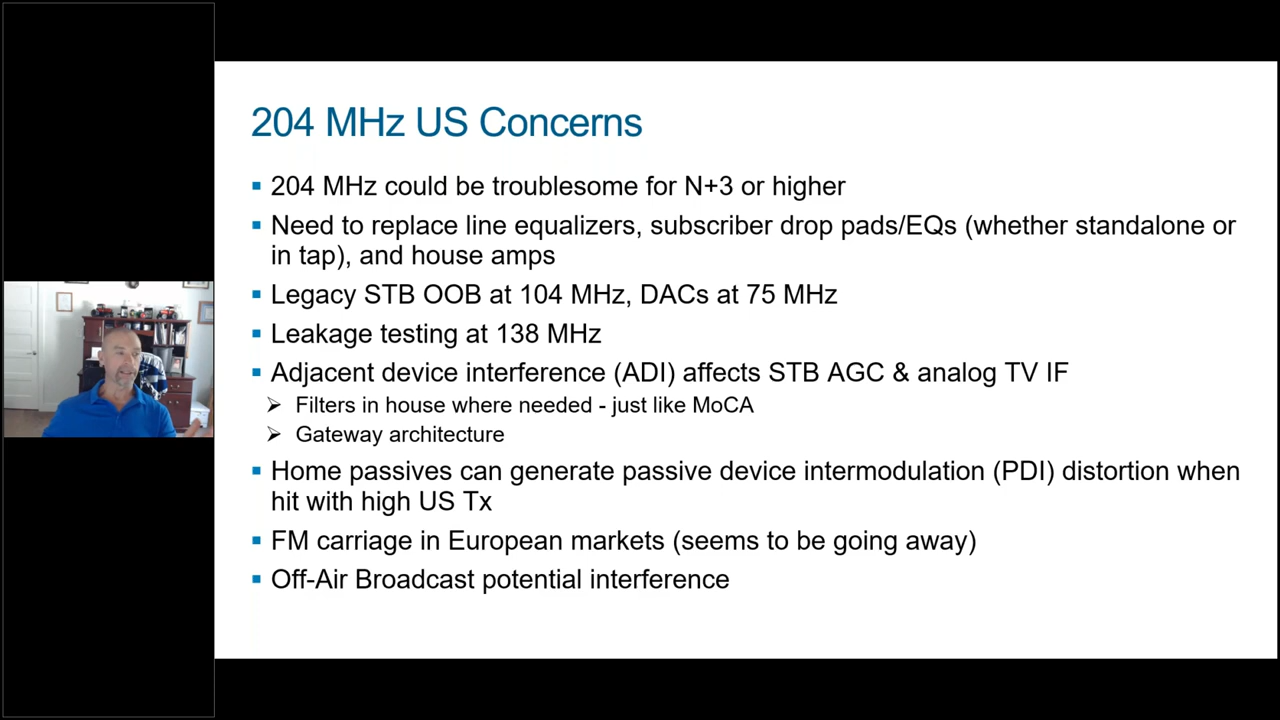 204 MHz US Concerns
204 MHz could be troublesome for N+3 or higher
Need to replace line equalizers, subscriber drop pads/EQs (whether standalone or
in tap), and house amps
Legacy STB OOB at 104 MHz, DACs at 75 MHz
Leakage testing at 138 MHz
Adjacent device interference (ADI) affects STB AGC & analog TV IF
Filters in house where needed - just like MoCA
Gateway architecture
Home passives can generate passive device intermodulation (PDI) distortion when
hit with high US Tx
FM carriage in European markets (seems to be going away)
Off-Air Broadcast potential interference